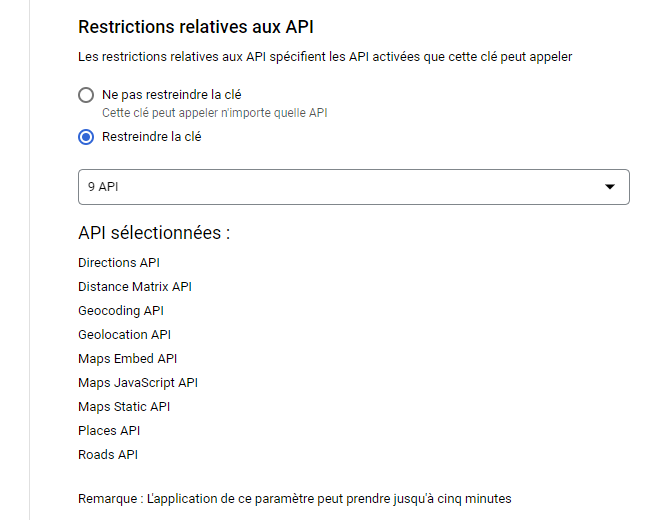 Restrictions relatives aux API
Les restrictions relatives aux API spécifient les API activées que cette clé peut appeler
Ne pas restreindre la clé
Cette clé peut appeler n'importe quelle API
Restreindre la clé
9 API
API sélectionnées :
Directions API
Distance Matrix API
Geocoding API
Geolocation API
Maps Embed API
Maps JavaScript API
Maps Static API
Places API
Roads API
Remarque : L'application de ce paramètre peut prendre jusqu'à cinq minutes